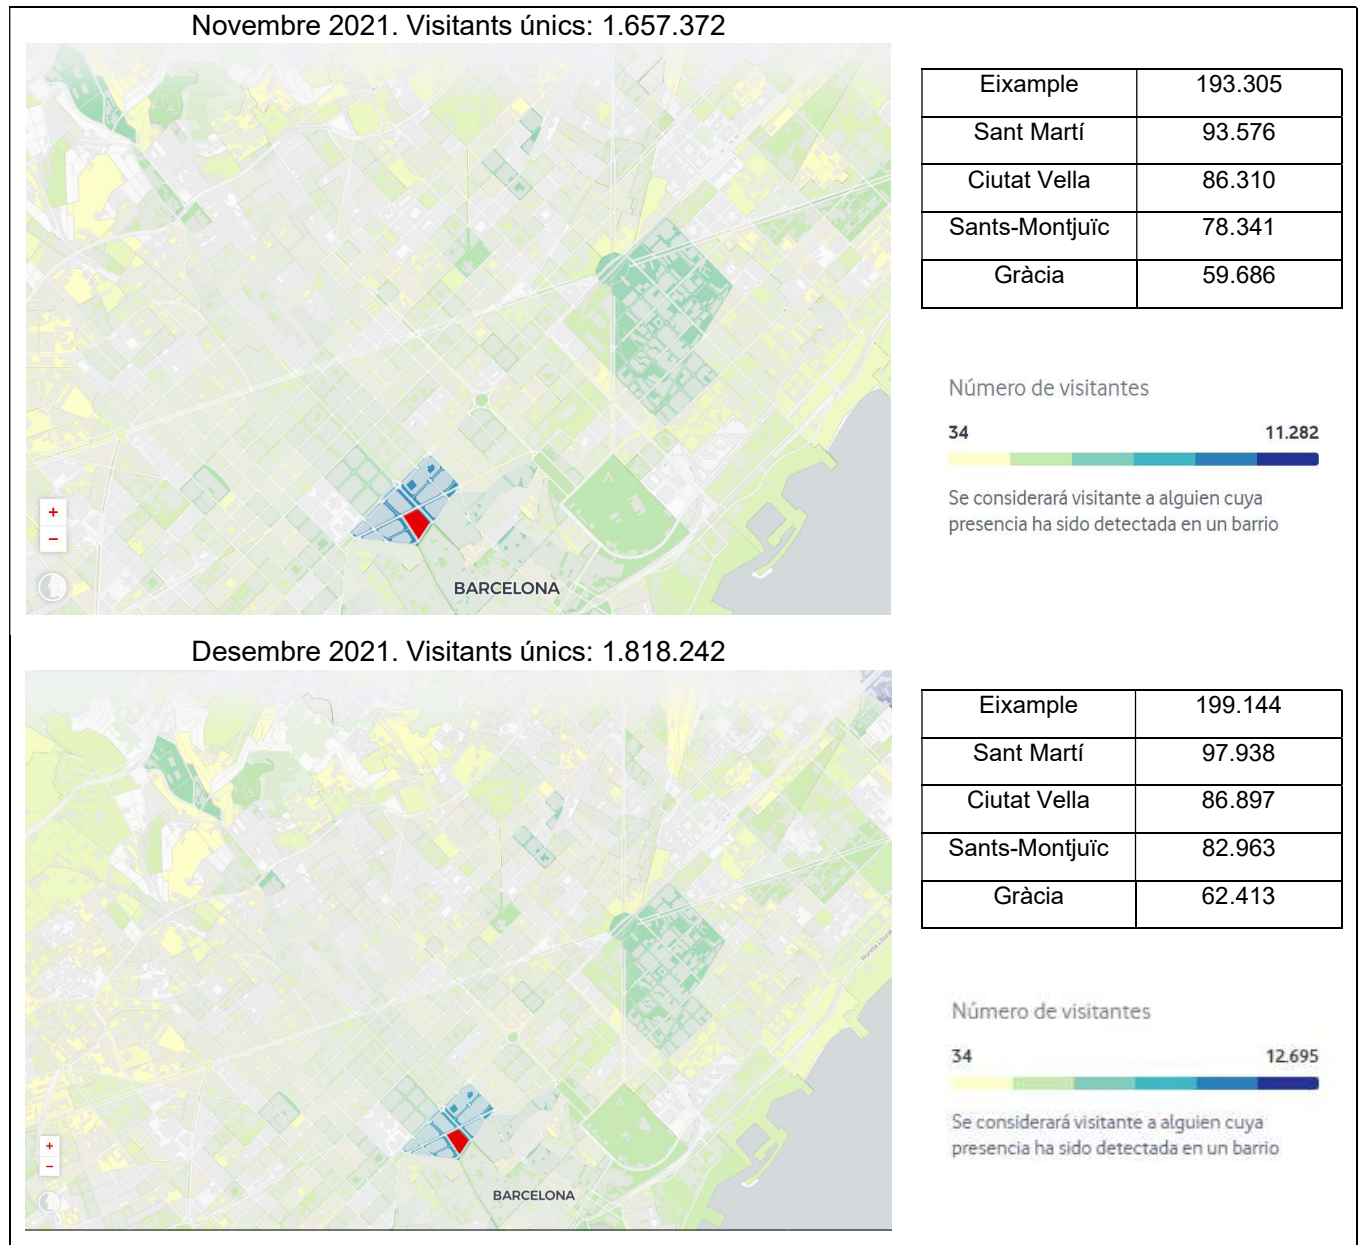 Novembre 2021. Visitants únics: 1.657.372
Eixample 193.305
Sant Martí 93.576
Ciutat Vella 86.310
Sants-Montjuïc 78.341
Gràcia 59.686
Número de visitantes
34 11.282
Se considerará visitante a alguien cuya
presencia ha sido detectada en un barrio
+
−
BARCELONA
Desembre 2021. Visitants únics: 1.818.242
Eixample 199.144
Sant Martí 97.938
Ciutat Vella 86.897
Sants-Montjuïc 82.963
Gràcia 62.413
Ronda Litoral
Número de visitantes
34 12.695
Se considerará visitante a alguien cuya
presencia ha sido detectada en un barrio
+
−
BARCELONA